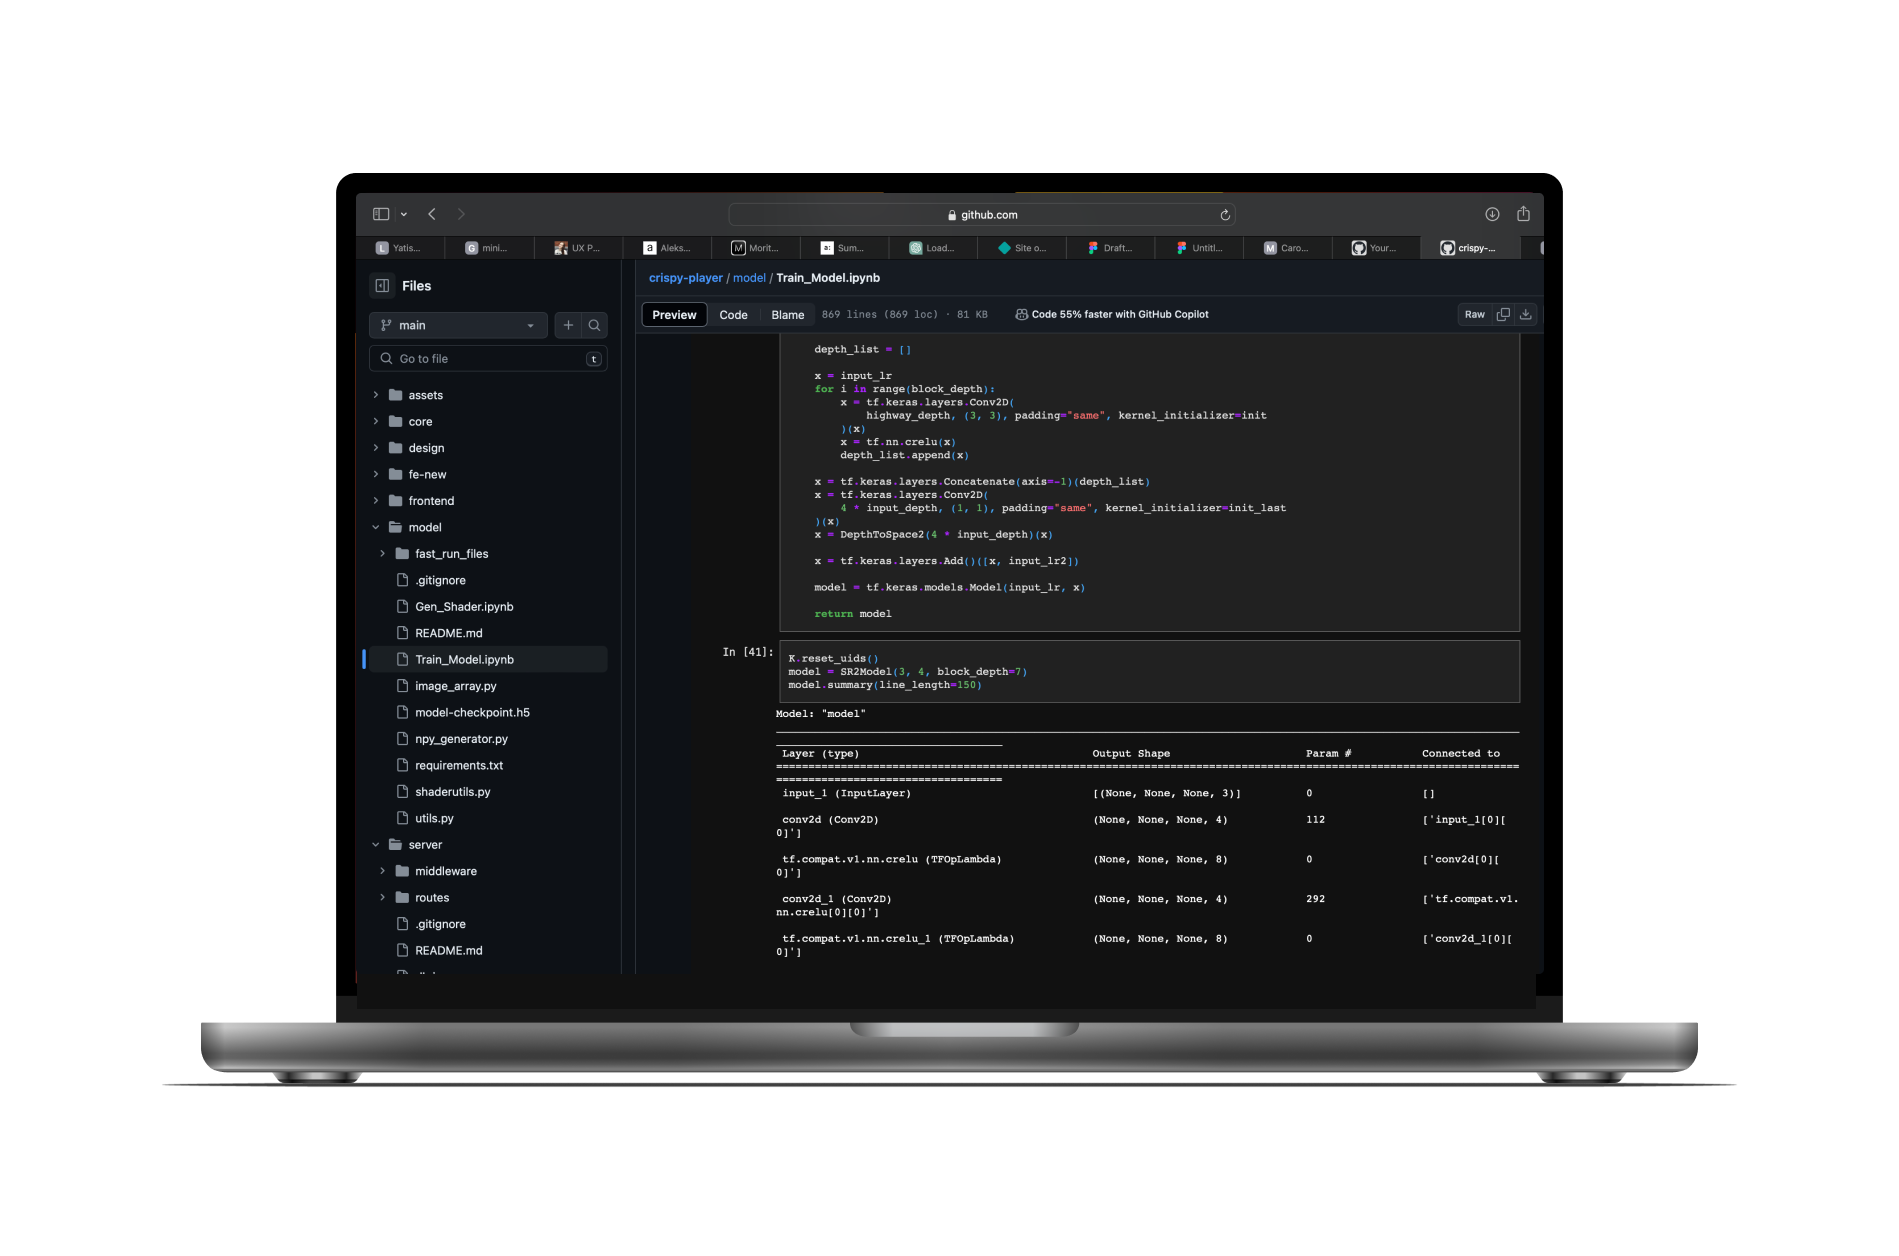 github.com
L Yatis...
G mini...
UX P...
a Aleks...
M Morit...
a: Sum...
Load...
Site o...
Draft...
Untitl...
M Caro...
Your...
crispy-...
Files
crispy-player / model / Train_Model.ipynb
main
Preview Code Blame 869 lines (869 loc) · 81 KB Code 55% faster with GitHub Copilot Raw
Go to file t
assets
core
design
fe-new
frontend
model
fast_run_files
.gitignore
Gen_Shader.ipynb
README.md
Train_Model.ipynb
image_array.py
model-checkpoint.h5
npy_generator.py
requirements.txt
shaderutils.py
utils.py
server
middleware
routes
.gitignore
README.md
depth_list = []
x = input_lr
for i in range(block_depth):
x = tf.keras.layers.Conv2D(
highway_depth, (3, 3), padding="same", kernel_initializer=init
)(x)
x = tf.nn.crelu(x)
depth_list.append(x)
x = tf.keras.layers.Concatenate(axis=-1)(depth_list)
x = tf.keras.layers.Conv2D(
4 * input_depth, (1, 1), padding="same", kernel_initializer=init_last
)(x)
x = DepthToSpace2(4 * input_depth)(x)
x = tf.keras.layers.Add()([x, input_lr2])
model = tf.keras.models.Model(input_lr, x)
return model
In [41]:
K.reset_uids()
model = SR2Model(3, 4, block_depth=7)
model.summary(line_length=150)
Model: "model"
Layer (type) Output Shape Param # Connected to
input_1 (InputLayer) [(None, None, None, 3)] 0 []
conv2d (Conv2D) (None, None, None, 4) 112 ['input_1[0][
0]']
tf.compat.v1.nn.crelu (TFOpLambda) (None, None, None, 8) 0 ['conv2d[0][
0]']
conv2d_1 (Conv2D) (None, None, None, 4) 292 ['tf.compat.v1.
nn.crelu[0][0]']
tf.compat.v1.nn.crelu_1 (TFOpLambda) (None, None, None, 8) 0 ['conv2d_1[0][
0]']